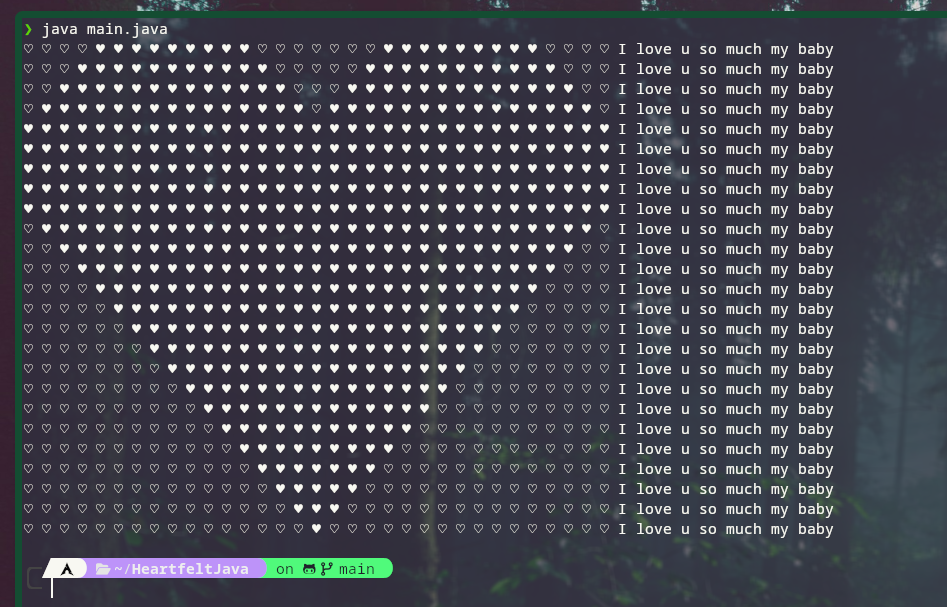 ❯ java main.java
♡ ♡ ♡ ♡ ♥ ♥ ♥ ♥ ♥ ♥ ♥ ♥ ♥ ♡ ♡ ♡ ♡ ♡ ♡ ♡ ♥ ♥ ♥ ♥ ♥ ♥ ♥ ♥ ♥ ♡ ♡ ♡ ♡ I love u so much my baby
♡ ♡ ♡ ♥ ♥ ♥ ♥ ♥ ♥ ♥ ♥ ♥ ♥ ♥ ♡ ♡ ♡ ♡ ♡ ♥ ♥ ♥ ♥ ♥ ♥ ♥ ♥ ♥ ♥ ♥ ♡ ♡ ♡ I love u so much my baby
♡ ♡ ♥ ♥ ♥ ♥ ♥ ♥ ♥ ♥ ♥ ♥ ♥ ♥ ♥ ♡ ♡ ♡ ♥ ♥ ♥ ♥ ♥ ♥ ♥ ♥ ♥ ♥ ♥ ♥ ♥ ♡ ♡ I love u so much my baby
♡ ♥ ♥ ♥ ♥ ♥ ♥ ♥ ♥ ♥ ♥ ♥ ♥ ♥ ♥ ♥ ♡ ♥ ♥ ♥ ♥ ♥ ♥ ♥ ♥ ♥ ♥ ♥ ♥ ♥ ♥ ♥ ♡ I love u so much my baby
♥ ♥ ♥ ♥ ♥ ♥ ♥ ♥ ♥ ♥ ♥ ♥ ♥ ♥ ♥ ♥ ♥ ♥ ♥ ♥ ♥ ♥ ♥ ♥ ♥ ♥ ♥ ♥ ♥ ♥ ♥ ♥ ♥ I love u so much my baby
♥ ♥ ♥ ♥ ♥ ♥ ♥ ♥ ♥ ♥ ♥ ♥ ♥ ♥ ♥ ♥ ♥ ♥ ♥ ♥ ♥ ♥ ♥ ♥ ♥ ♥ ♥ ♥ ♥ ♥ ♥ ♥ ♥ I love u so much my baby
♥ ♥ ♥ ♥ ♥ ♥ ♥ ♥ ♥ ♥ ♥ ♥ ♥ ♥ ♥ ♥ ♥ ♥ ♥ ♥ ♥ ♥ ♥ ♥ ♥ ♥ ♥ ♥ ♥ ♥ ♥ ♥ ♥ I love u so much my baby
♥ ♥ ♥ ♥ ♥ ♥ ♥ ♥ ♥ ♥ ♥ ♥ ♥ ♥ ♥ ♥ ♥ ♥ ♥ ♥ ♥ ♥ ♥ ♥ ♥ ♥ ♥ ♥ ♥ ♥ ♥ ♥ ♥ I love u so much my baby
♥ ♥ ♥ ♥ ♥ ♥ ♥ ♥ ♥ ♥ ♥ ♥ ♥ ♥ ♥ ♥ ♥ ♥ ♥ ♥ ♥ ♥ ♥ ♥ ♥ ♥ ♥ ♥ ♥ ♥ ♥ ♥ ♥ I love u so much my baby
♡ ♥ ♥ ♥ ♥ ♥ ♥ ♥ ♥ ♥ ♥ ♥ ♥ ♥ ♥ ♥ ♥ ♥ ♥ ♥ ♥ ♥ ♥ ♥ ♥ ♥ ♥ ♥ ♥ ♥ ♥ ♥ ♡ I love u so much my baby
♡ ♡ ♥ ♥ ♥ ♥ ♥ ♥ ♥ ♥ ♥ ♥ ♥ ♥ ♥ ♥ ♥ ♥ ♥ ♥ ♥ ♥ ♥ ♥ ♥ ♥ ♥ ♥ ♥ ♥ ♥ ♡ ♡ I love u so much my baby
♡ ♡ ♡ ♥ ♥ ♥ ♥ ♥ ♥ ♥ ♥ ♥ ♥ ♥ ♥ ♥ ♥ ♥ ♥ ♥ ♥ ♥ ♥ ♥ ♥ ♥ ♥ ♥ ♥ ♥ ♡ ♡ ♡ I love u so much my baby
♡ ♡ ♡ ♡ ♥ ♥ ♥ ♥ ♥ ♥ ♥ ♥ ♥ ♥ ♥ ♥ ♥ ♥ ♥ ♥ ♥ ♥ ♥ ♥ ♥ ♥ ♥ ♥ ♥ ♡ ♡ ♡ ♡ I love u so much my baby
♡ ♡ ♡ ♡ ♡ ♥ ♥ ♥ ♥ ♥ ♥ ♥ ♥ ♥ ♥ ♥ ♥ ♥ ♥ ♥ ♥ ♥ ♥ ♥ ♥ ♥ ♥ ♥ ♡ ♡ ♡ ♡ ♡ I love u so much my baby
♡ ♡ ♡ ♡ ♡ ♡ ♥ ♥ ♥ ♥ ♥ ♥ ♥ ♥ ♥ ♥ ♥ ♥ ♥ ♥ ♥ ♥ ♥ ♥ ♥ ♥ ♥ ♡ ♡ ♡ ♡ ♡ ♡ I love u so much my baby
♡ ♡ ♡ ♡ ♡ ♡ ♡ ♥ ♥ ♥ ♥ ♥ ♥ ♥ ♥ ♥ ♥ ♥ ♥ ♥ ♥ ♥ ♥ ♥ ♥ ♥ ♡ ♡ ♡ ♡ ♡ ♡ ♡ I love u so much my baby
♡ ♡ ♡ ♡ ♡ ♡ ♡ ♡ ♥ ♥ ♥ ♥ ♥ ♥ ♥ ♥ ♥ ♥ ♥ ♥ ♥ ♥ ♥ ♥ ♥ ♡ ♡ ♡ ♡ ♡ ♡ ♡ ♡ I love u so much my baby
♡ ♡ ♡ ♡ ♡ ♡ ♡ ♡ ♡ ♥ ♥ ♥ ♥ ♥ ♥ ♥ ♥ ♥ ♥ ♥ ♥ ♥ ♥ ♥ ♡ ♡ ♡ ♡ ♡ ♡ ♡ ♡ ♡ I love u so much my baby
♡ ♡ ♡ ♡ ♡ ♡ ♡ ♡ ♡ ♡ ♥ ♥ ♥ ♥ ♥ ♥ ♥ ♥ ♥ ♥ ♥ ♥ ♥ ♡ ♡ ♡ ♡ ♡ ♡ ♡ ♡ ♡ ♡ I love u so much my baby
♡ ♡ ♡ ♡ ♡ ♡ ♡ ♡ ♡ ♡ ♡ ♥ ♥ ♥ ♥ ♥ ♥ ♥ ♥ ♥ ♥ ♥ ♡ ♡ ♡ ♡ ♡ ♡ ♡ ♡ ♡ ♡ ♡ I love u so much my baby
♡ ♡ ♡ ♡ ♡ ♡ ♡ ♡ ♡ ♡ ♡ ♡ ♥ ♥ ♥ ♥ ♥ ♥ ♥ ♥ ♥ ♡ ♡ ♡ ♡ ♡ ♡ ♡ ♡ ♡ ♡ ♡ ♡ I love u so much my baby
♡ ♡ ♡ ♡ ♡ ♡ ♡ ♡ ♡ ♡ ♡ ♡ ♡ ♥ ♥ ♥ ♥ ♥ ♥ ♥ ♡ ♡ ♡ ♡ ♡ ♡ ♡ ♡ ♡ ♡ ♡ ♡ ♡ I love u so much my baby
♡ ♡ ♡ ♡ ♡ ♡ ♡ ♡ ♡ ♡ ♡ ♡ ♡ ♡ ♥ ♥ ♥ ♥ ♥ ♡ ♡ ♡ ♡ ♡ ♡ ♡ ♡ ♡ ♡ ♡ ♡ ♡ ♡ I love u so much my baby
♡ ♡ ♡ ♡ ♡ ♡ ♡ ♡ ♡ ♡ ♡ ♡ ♡ ♡ ♡ ♥ ♥ ♥ ♡ ♡ ♡ ♡ ♡ ♡ ♡ ♡ ♡ ♡ ♡ ♡ ♡ ♡ ♡ I love u so much my baby
♡ ♡ ♡ ♡ ♡ ♡ ♡ ♡ ♡ ♡ ♡ ♡ ♡ ♡ ♡ ♡ ♥ ♡ ♡ ♡ ♡ ♡ ♡ ♡ ♡ ♡ ♡ ♡ ♡ ♡ ♡ ♡ ♡ I love u so much my baby
~/HeartfeltJava on main